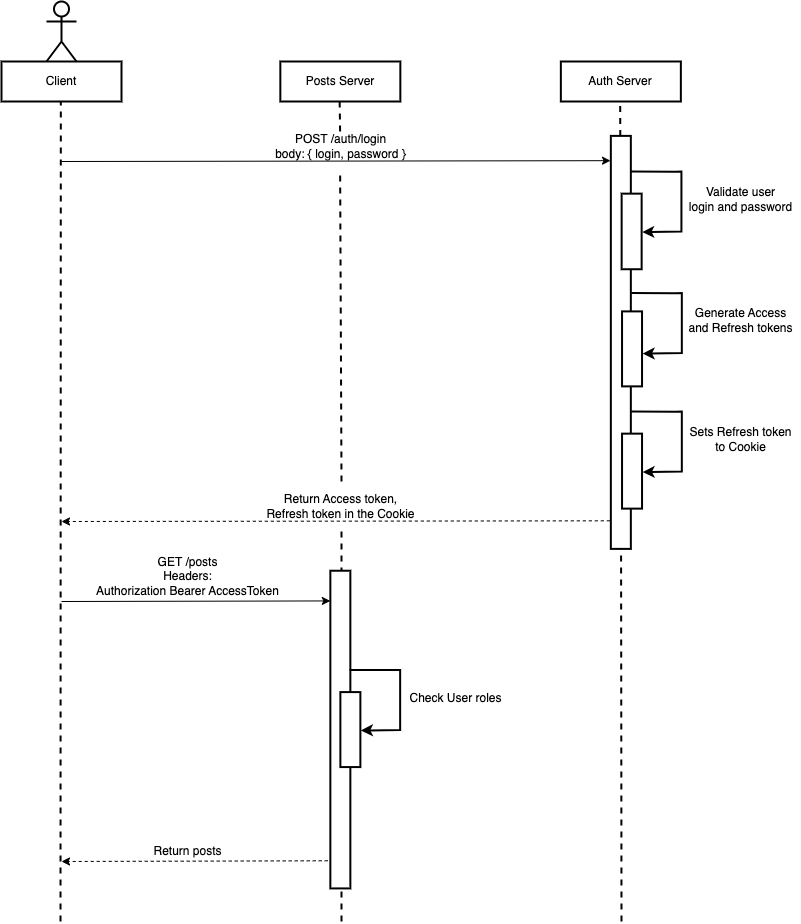 Client
Posts Server
Auth Server
POST /auth/login
body: { login, password }
Validate user
login and password
Generate Access
and Refresh tokens
Sets Refresh token
to Cookie
Return Access token,
Refresh token in the Cookie
GET /posts
Headers:
Authorization Bearer AccessToken
Check User roles
Return posts